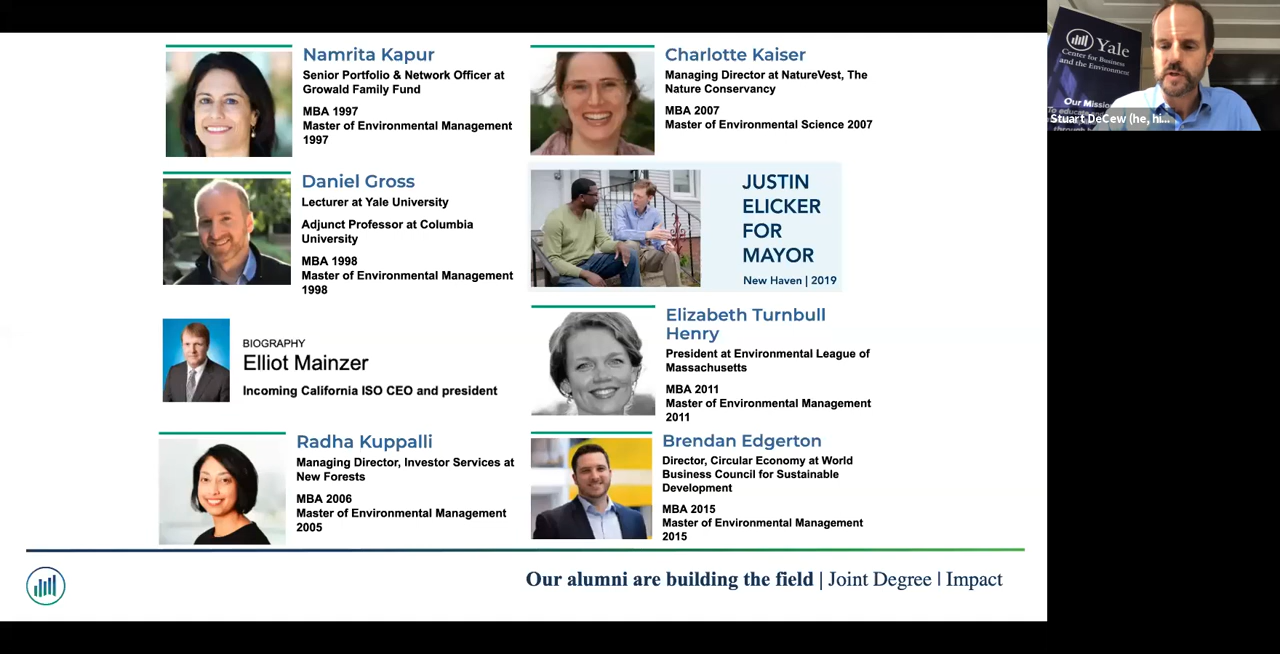 Namrita Kapur
Senior Portfolio & Network Officer at
Growald Family Fund
MBA 1997
Master of Environmental Management
1997
Charlotte Kaiser
Managing Director at NatureVest, The
Nature Conservancy
MBA 2007
Master of Environmental Science 2007
Daniel Gross
Lecturer at Yale University
Adjunct Professor at Columbia
University
MBA 1998
Master of Environmental Management
1998
JUSTIN
ELICKER
FOR
MAYOR
New Haven | 2019
BIOGRAPHY
Elliot Mainzer
Incoming California ISO CEO and president
Elizabeth Turnbull
Henry
President at Environmental League of
Massachusetts
MBA 2011
Master of Environmental Management
2011
Radha Kuppalli
Managing Director, Investor Services at
New Forests
MBA 2006
Master of Environmental Management
2005
Brendan Edgerton
Director, Circular Economy at World
Business Council for Sustainable
Development
MBA 2015
Master of Environmental Management
2015
Our alumni are building the field | Joint Degree | Impact
Yale
Center for Business
and the Environment
Our Missio
To educate
through b
Stuart DeCew (he, hi...